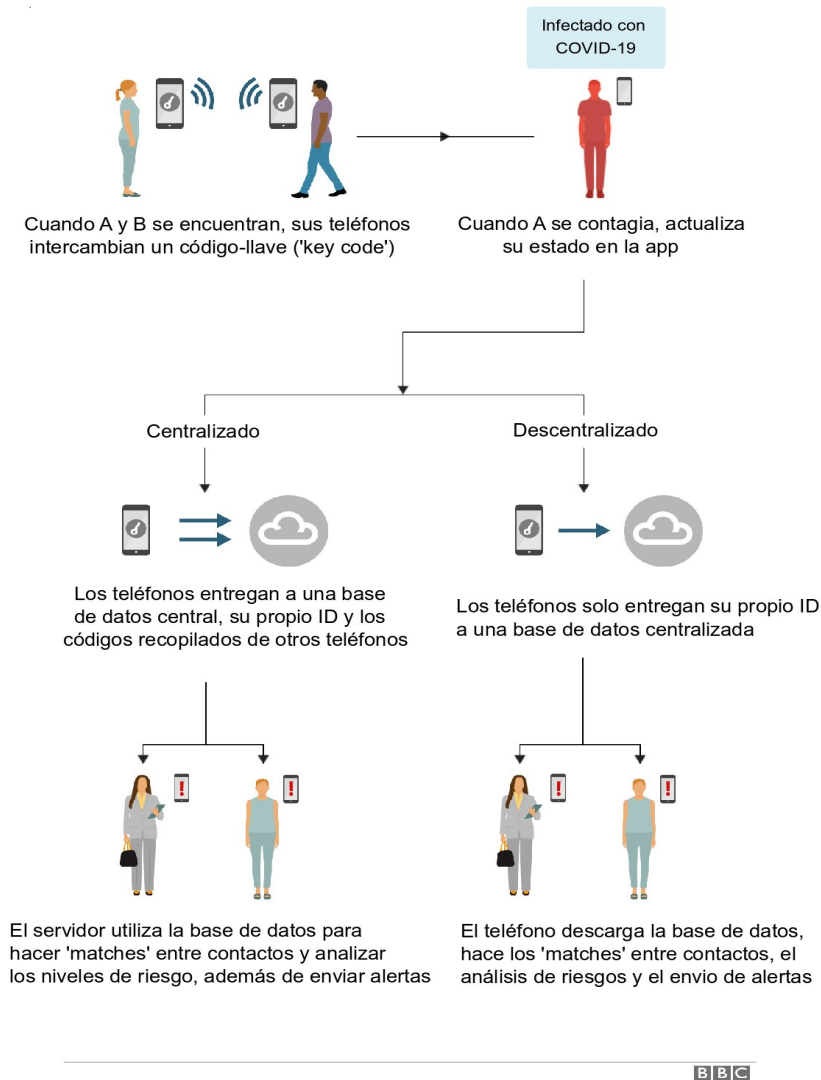 Infectado con
COVID-19
Cuando A y B se encuentran, sus teléfonos
intercambian un código-llave ('key code')
Cuando A se contagia, actualiza
su estado en la app
Centralizado
Descentralizado
Los teléfonos entregan a una base
de datos central, su propio ID y los
códigos recopilados de otros teléfonos
Los teléfonos solo entregan su propio ID
a una base de datos centralizada
El servidor utiliza la base de datos para
hacer 'matches' entre contactos y analizar
los niveles de riesgo, además de enviar alertas
El teléfono descarga la base de datos,
hace los 'matches' entre contactos, el
análisis de riesgos y el envio de alertas
BBC